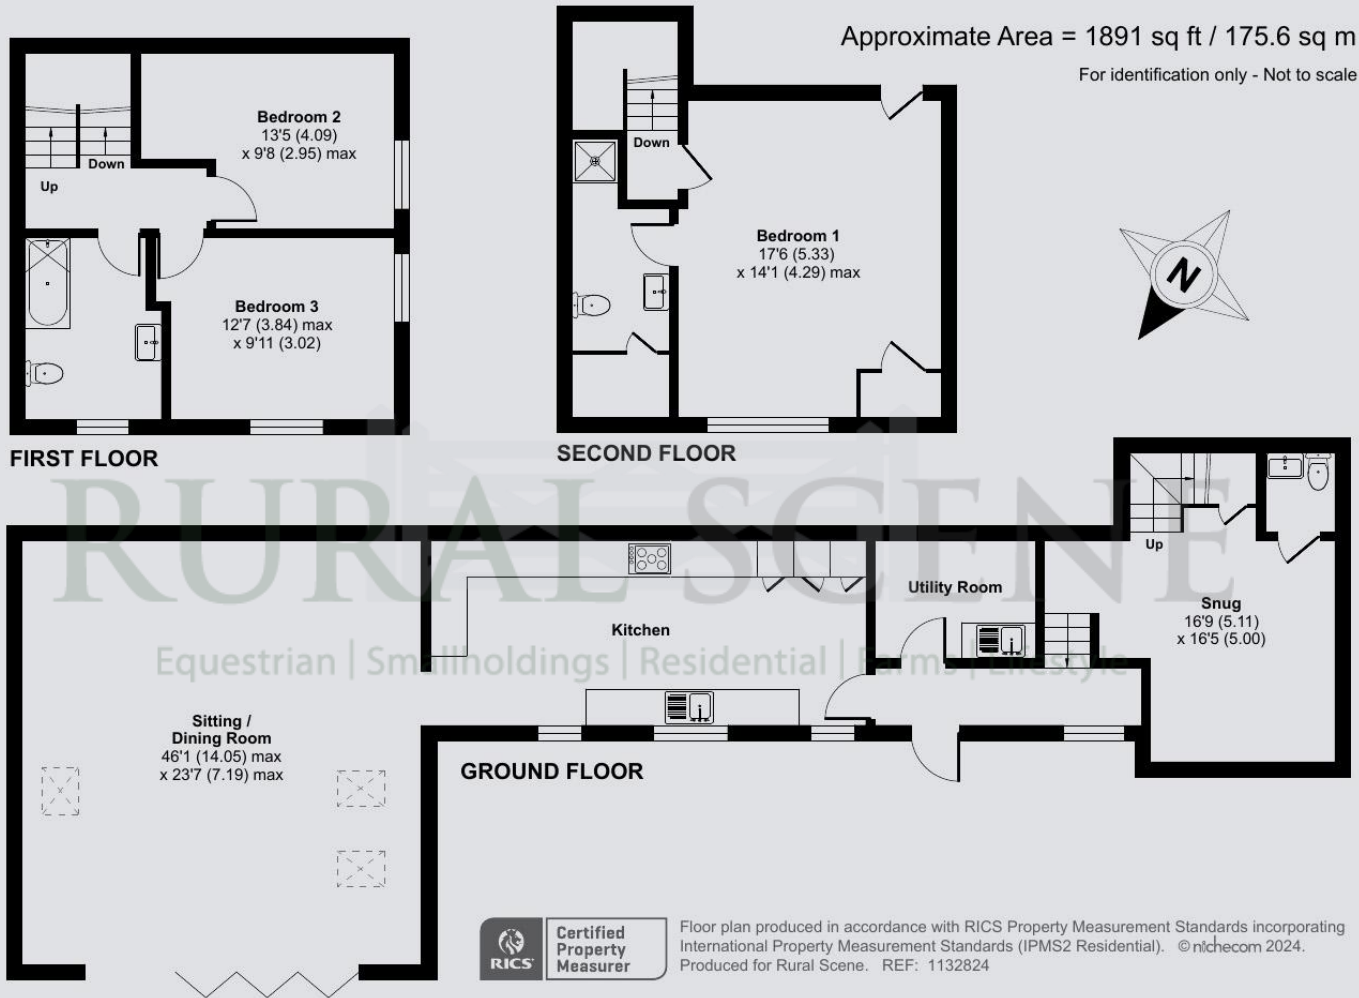 Approximate Area = 1891 sq ft / 175.6 sq m
For identification only - Not to scale
Bedroom 2
13'5 (4.09)
x 9'8 (2.95) max
Down
Up
Bedroom 3
12'7 (3.84) max
x 9'11 (3.02)
FIRST FLOOR
Down
Bedroom 1
17'6 (5.33)
x 14'1 (4.29) max
SECOND FLOOR
N
RURAL SCENE
Equestrian | Smallholdings | Residential | Farms | Lifestyle
Kitchen
Utility Room
Up
Snug
16'9 (5.11)
x 16'5 (5.00)
Sitting /
Dining Room
46'1 (14.05) max
x 23'7 (7.19) max
GROUND FLOOR
RICS
Certified
Property
Measurer
Floor plan produced in accordance with RICS Property Measurement Standards incorporating
International Property Measurement Standards (IPMS2 Residential). © nichecom 2024.
Produced for Rural Scene. REF: 1132824